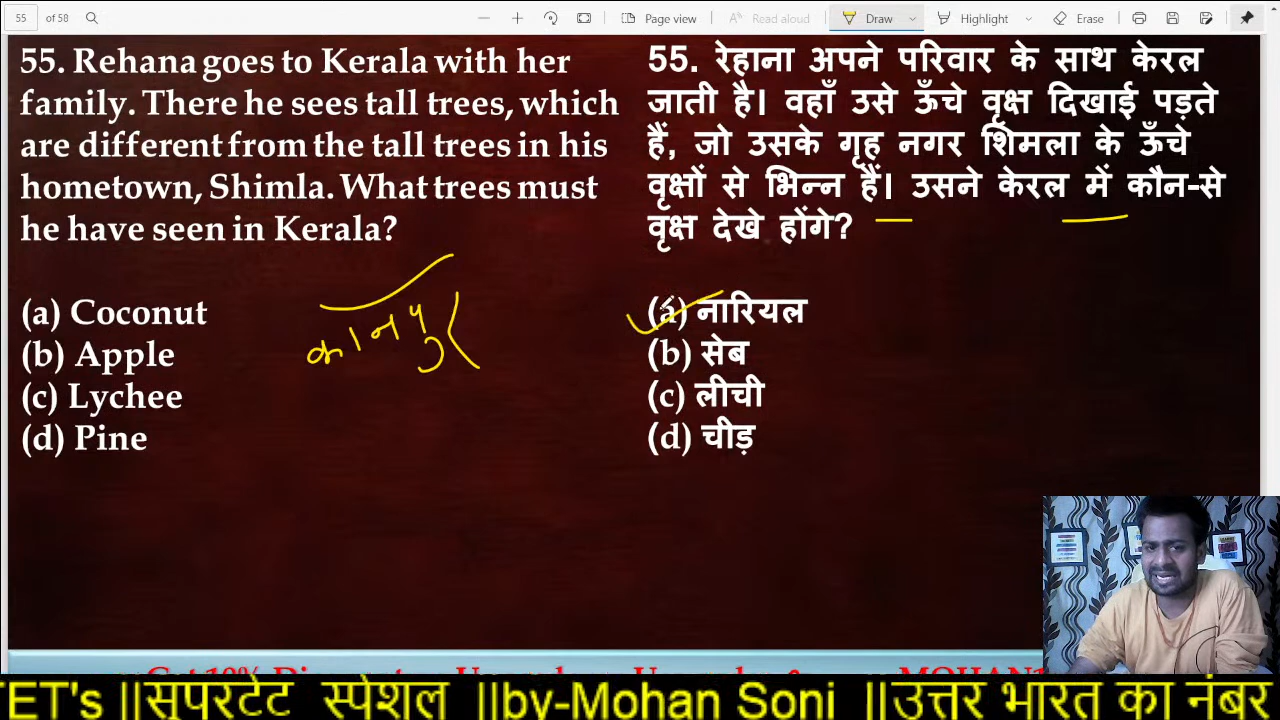 55
of 58
Page view
Read aloud
Draw
Highlight
Erase
55. Rehana goes to Kerala with her
family. There he sees tall trees, which
are different from the tall trees in his
hometown, Shimla. What trees must
he have seen in Kerala?
(a) Coconut
(b) Apple
(c) Lychee
(d) Pine
55. रेहाना अपने परिवार के साथ केरल
जाती है। वहाँ उसे ऊँचे वृक्ष दिखाई पड़ते
हैं, जो उसके गृह नगर शिमला के ऊँचे
वृक्षों से भिन्न हैं। उसने केरल में कौन-से
वृक्ष देखे होंगे?
(a) नारियल
(b) सेब
(c) लीची
(d) चीड़
TET's ||सुपरटेट स्पेशल ||by-Mohan Soni ||उत्तर भारत का नंबर